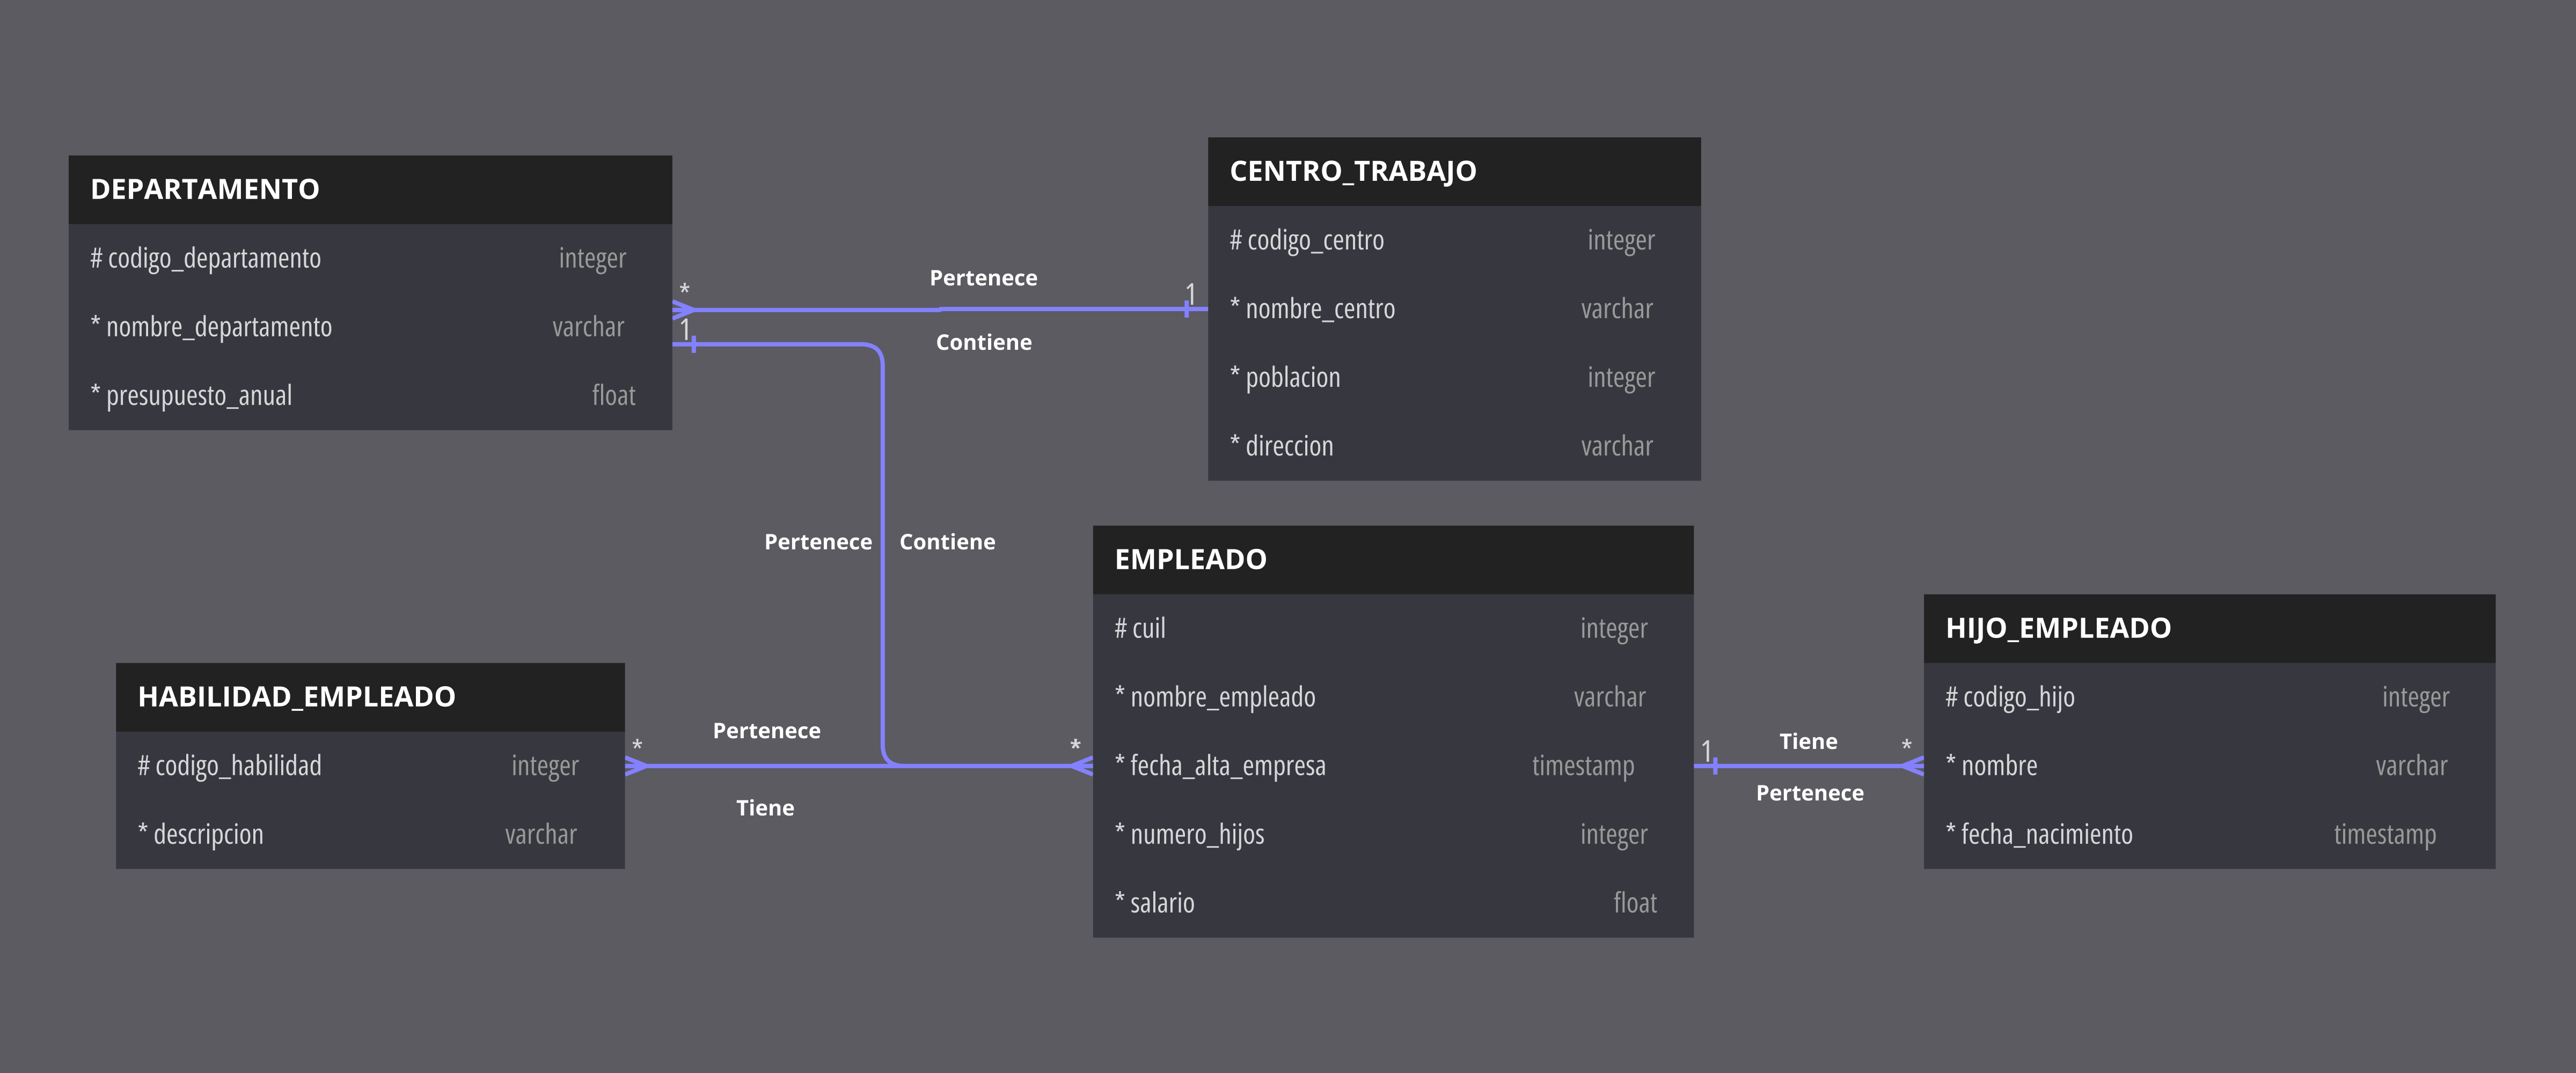 DEPARTAMENTO
# codigo_departamento integer
* nombre_departamento varchar
* presupuesto_anual float
*
1
Pertenece
Contiene
1
CENTRO_TRABAJO
# codigo_centro integer
* nombre_centro varchar
* poblacion integer
* direccion varchar
Pertenece Contiene
HABILIDAD_EMPLEADO
# codigo_habilidad integer
* descripcion varchar
*
Pertenece
Tiene
*
EMPLEADO
# cuil integer
* nombre_empleado varchar
* fecha_alta_empresa timestamp
* numero_hijos integer
* salario float
1
Tiene
Pertenece
*
HIJO_EMPLEADO
# codigo_hijo integer
* nombre varchar
* fecha_nacimiento timestamp